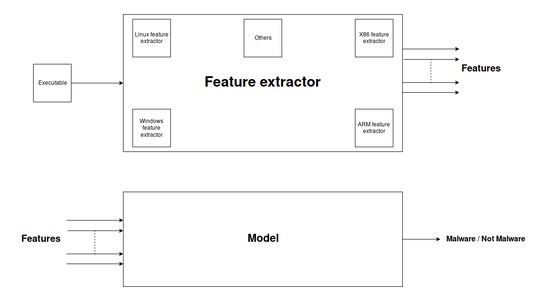 Linux feature
extractor
Others
X86 feature
extractor
Executable
Feature extractor
Features
Windows
feature
extractor
ARM feature
extractor
Features
Model
Malware / Not Malware